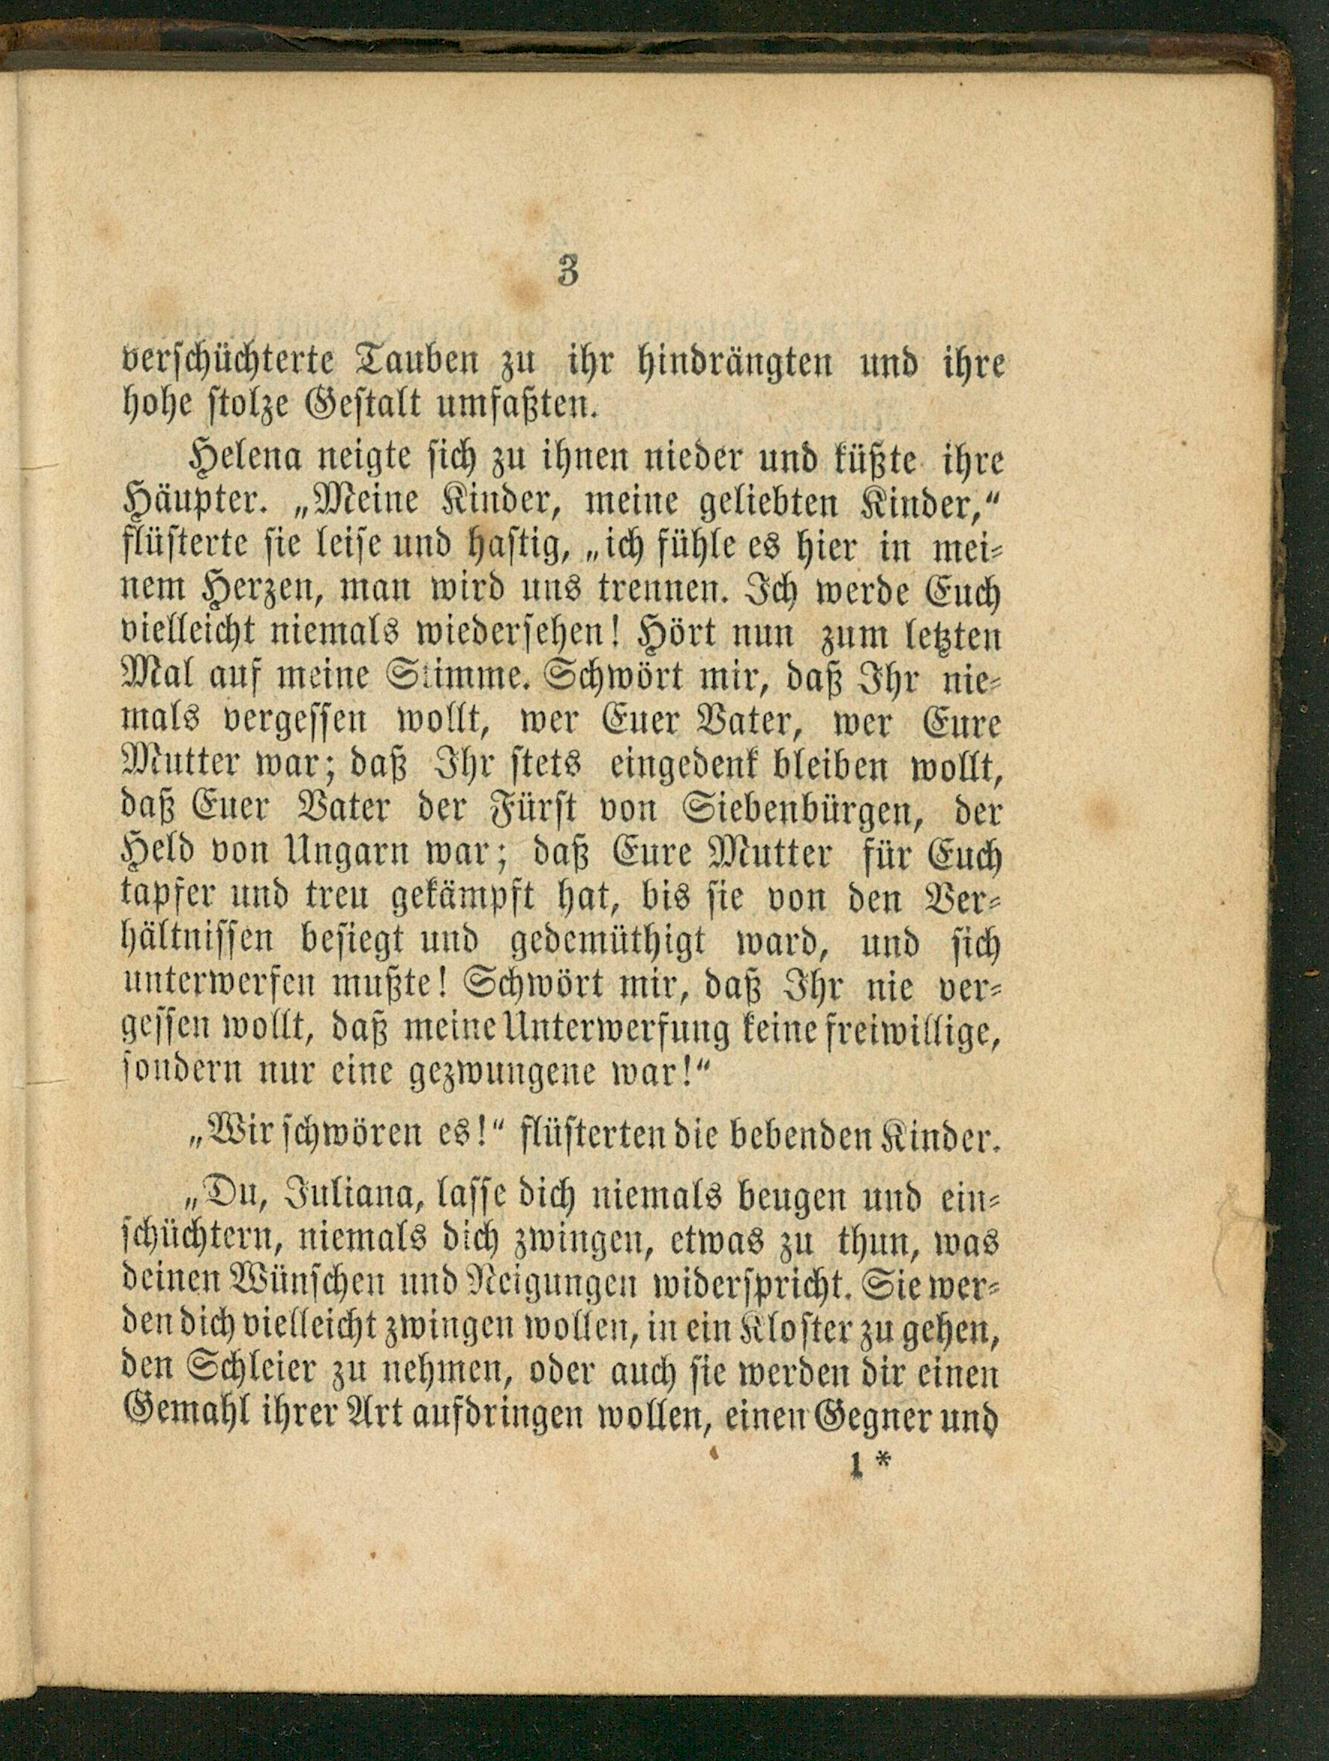 3
verschüchterte Tauben zu ihr hindrängten und ihre
hohe stolze Gestalt umfaßten.
Helena neigte sich zu ihnen nieder und küßte ihre
Häupter. „Meine Kinder, meine geliebten Kinder,“
flüsterte sie leise und hastig, „ich fühle es hier in mei-
nem Herzen, man wird uns trennen. Ich werde Euch
vielleicht niemals wiedersehen! Hört nun zum letzten
Mal auf meine Stimme. Schwört mir, daß Ihr nie-
mals vergessen wollt, wer Euer Vater, wer Eure
Mutter war; daß Ihr stets eingedenk bleiben wollt,
daß Euer Vater der Fürst von Siebenbürgen, der
Held von Ungarn war; daß Eure Mutter für Euch
tapfer und treu gekämpft hat, bis sie von den Ver-
hältnissen besiegt und gedemüthigt ward, und sich
unterwerfen mußte! Schwört mir, daß Ihr nie ver-
gessen wollt, daß meine Unterwerfung keine freiwillige,
sondern nur eine gezwungene war!“
„Wir schwören es!“ flüsterten die bebenden Kinder.
„Du, Juliana, lasse dich niemals beugen und ein-
schüchtern, niemals dich zwingen, etwas zu thun, was
deinen Wünschen und Neigungen widerspricht. Sie wer-
den dich vielleicht zwingen wollen, in ein Kloster zu gehen,
den Schleier zu nehmen, oder auch sie werden dir einen
Gemahl ihrer Art aufdringen wollen, einen Gegner und
1*